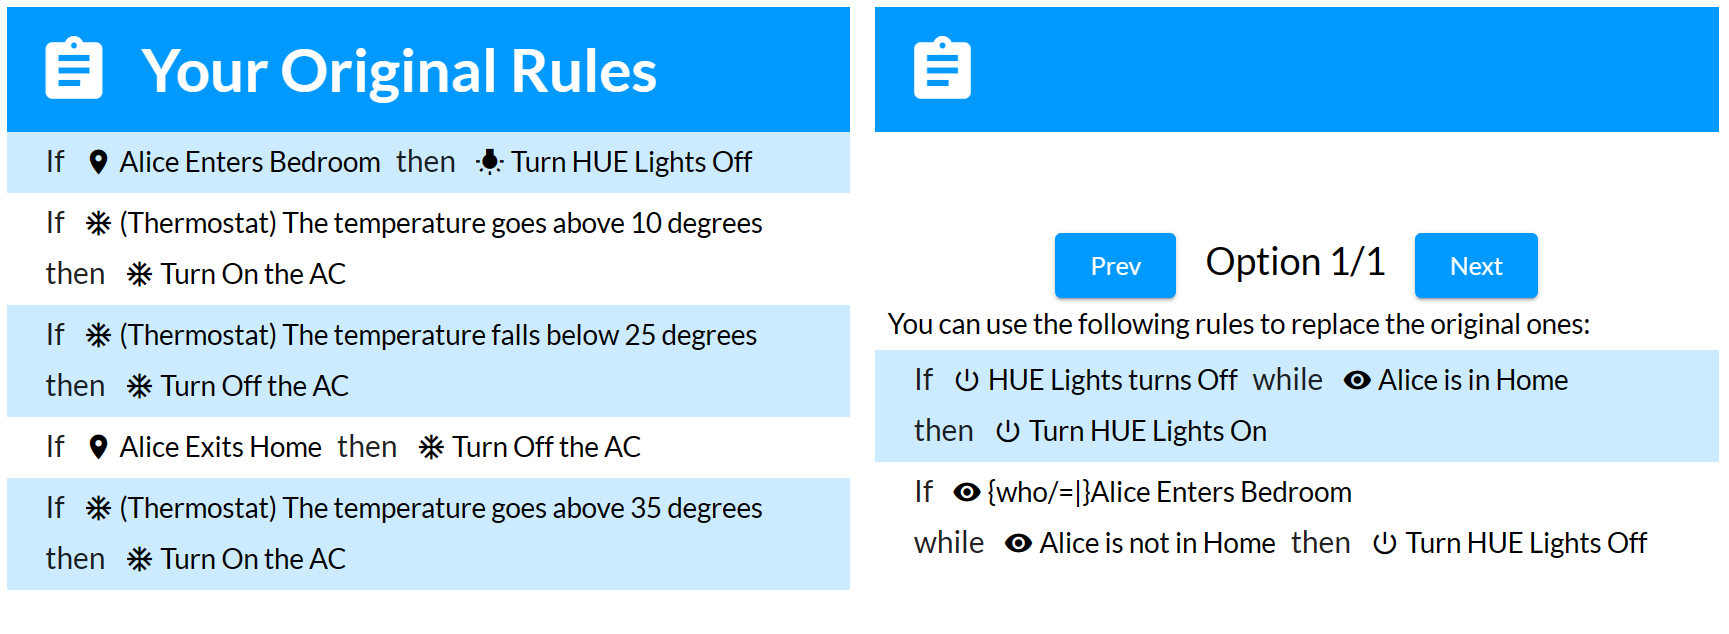 Your Original Rules
If Alice Enters Bedroom then Turn HUE Lights Off
If (Thermostat) The temperature goes above 10 degrees
then Turn On the AC
If (Thermostat) The temperature falls below 25 degrees
then Turn Off the AC
If Alice Exits Home then Turn Off the AC
If (Thermostat) The temperature goes above 35 degrees
then Turn On the AC
Prev Option 1/1 Next
You can use the following rules to replace the original ones:
If HUE Lights turns Off while Alice is in Home
then Turn HUE Lights On
If {who/=|}Alice Enters Bedroom
while Alice is not in Home then Turn HUE Lights Off